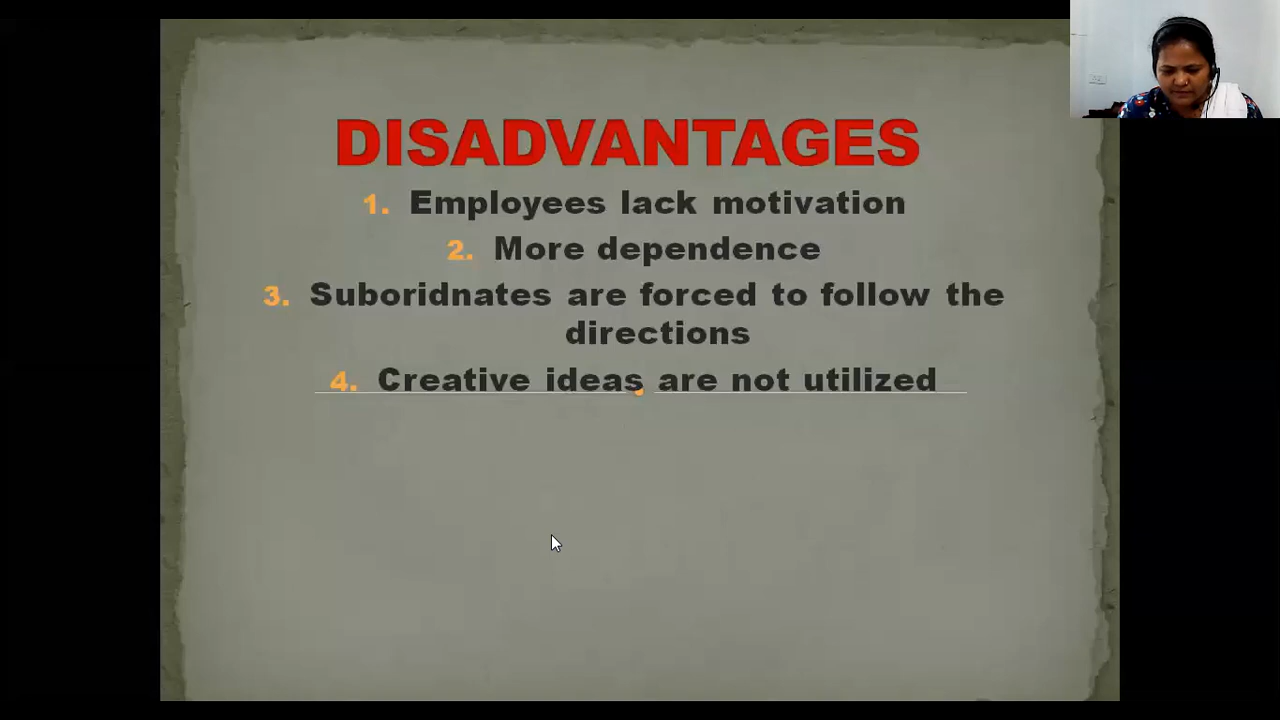 DISADVANTAGES
1. Employees lack motivation
2. More dependence
3. Suboridnates are forced to follow the
directions
4. Creative ideas are not utilized